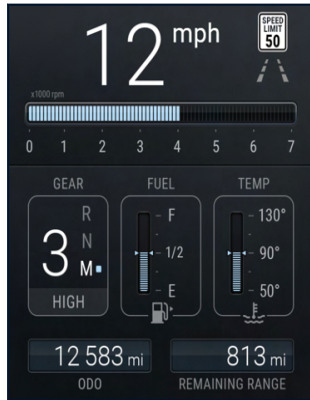 12 mph
SPEED
LIMIT
50
x1000 rpm
0 1 2 3 4 5 6 7
GEAR FUEL TEMP
R
N
3 M
HIGH
F
1/2
E
130°
90°
50°
12 583 mi
ODO
813 mi
REMAINING RANGE